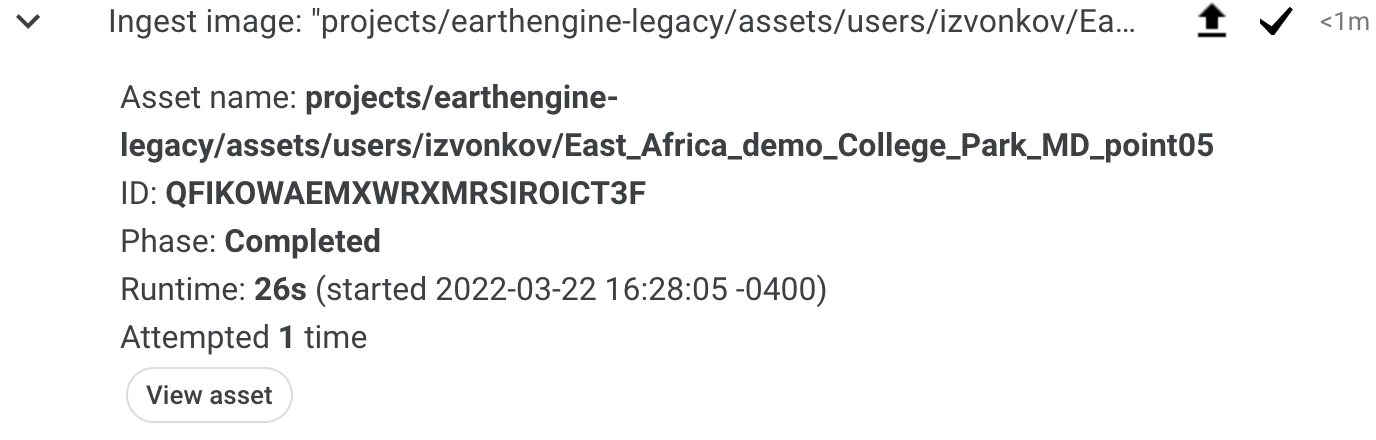 Ingest image: "projects/earthengine-legacy/assets/users/izvonkov/Ea... <1m
Asset name: projects/earthengine-
legacy/assets/users/izvonkov/East_Africa_demo_College_Park_MD_point05
ID: QFIKOWAEMXWRXMRSIROICT3F
Phase: Completed
Runtime: 26s (started 2022-03-22 16:28:05 -0400)
Attempted 1 time
View asset